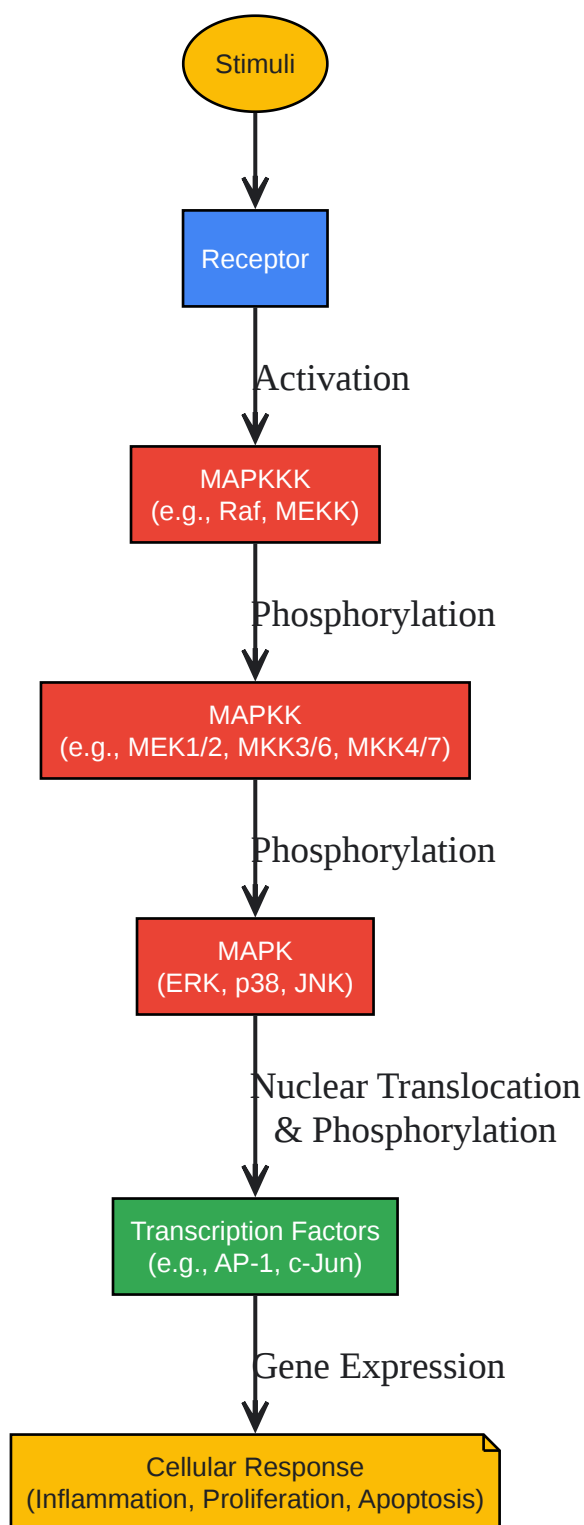 Stimuli
Receptor
Activation
MAPKKK
(e.g., Raf, MEKK)
Phosphorylation
MAPKK
(e.g., MEK1/2, MKK3/6, MKK4/7)
Phosphorylation
MAPK
(ERK, p38, JNK)
Nuclear Translocation
& Phosphorylation
Transcription Factors
(e.g., AP-1, c-Jun)
Gene Expression
Cellular Response
(Inflammation, Proliferation, Apoptosis)